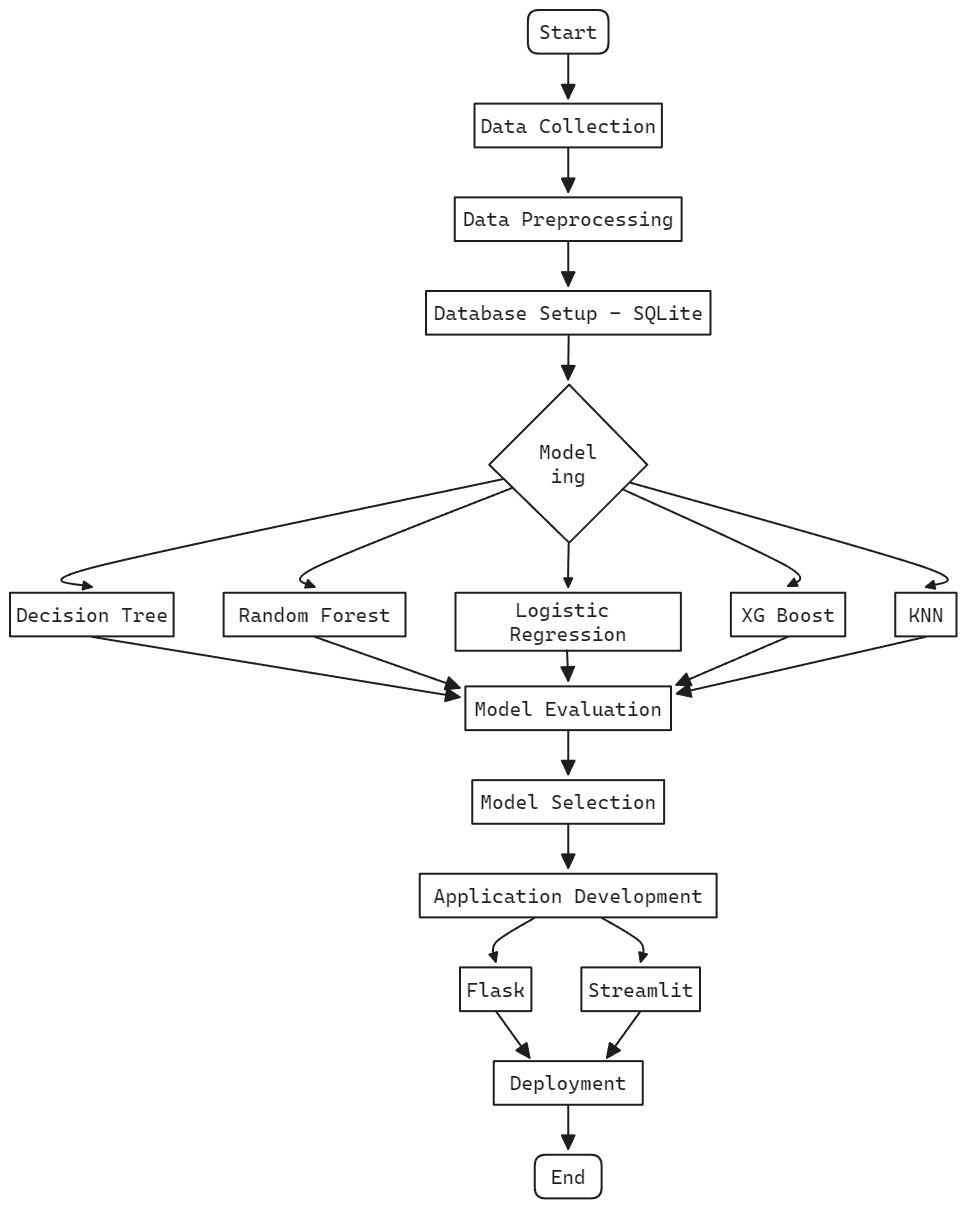 Start
Data Collection
Data Preprocessing
Database Setup - SQLite
Model
ing
Decision Tree
Random Forest
Logistic
Regression
XG Boost
KNN
Model Evaluation
Model Selection
Application Development
Flask
Streamlit
Deployment
End